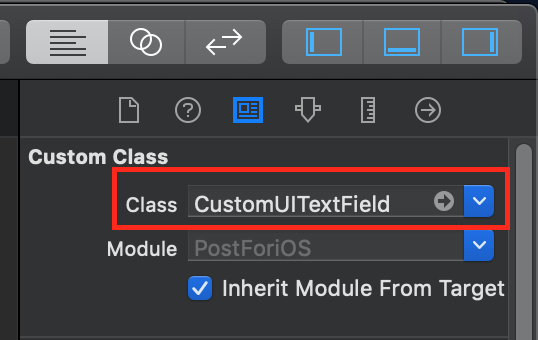 Custom Class
Class CustomUITextField
Module PostForiOS
Inherit Module From Target